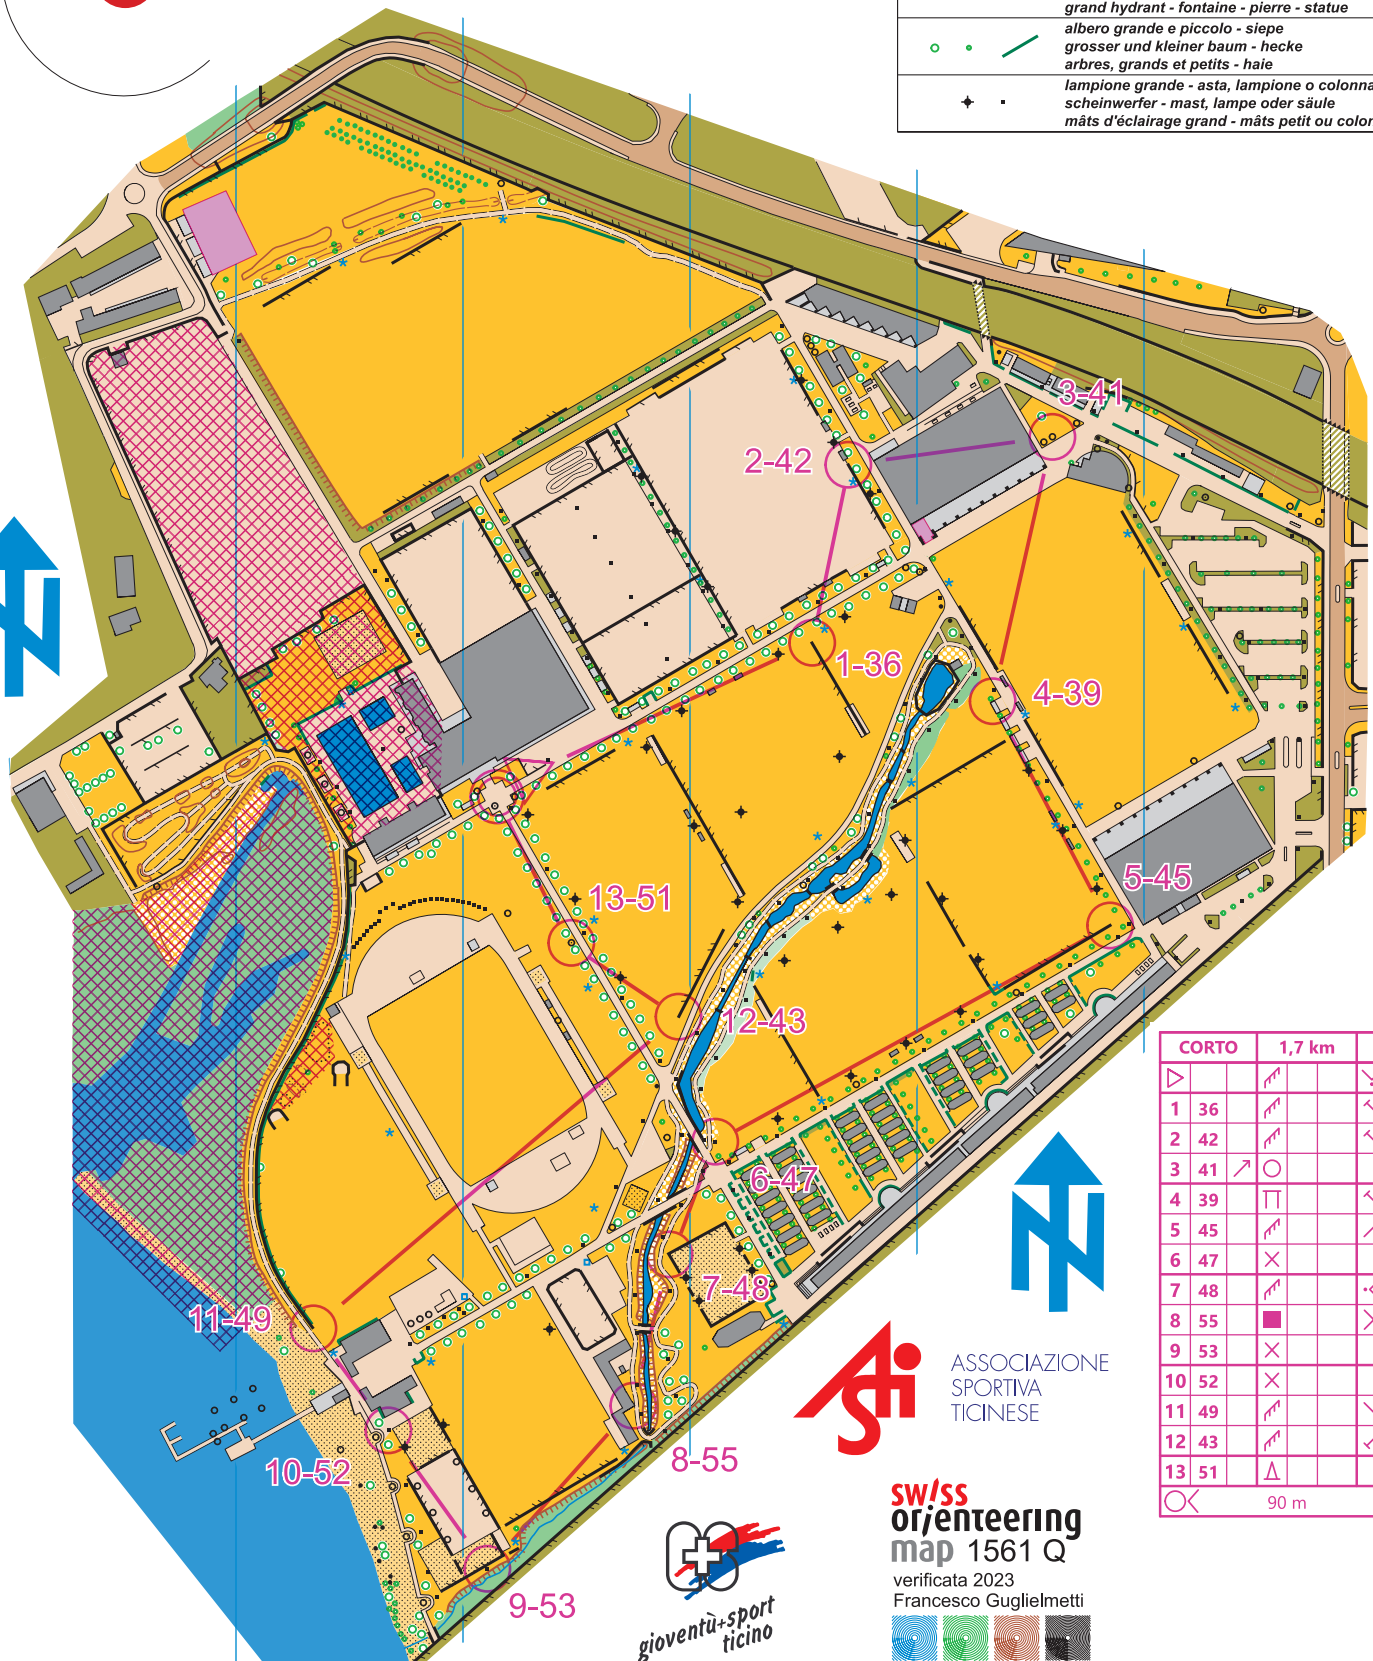 grand hydrant - fontaine - pierre - statue
albero grande e piccolo - siepe
grosser und kleiner baum - hecke
arbres, grands et petits - haie
lampione grande - asta, lampione o colonna
scheinwerfer - mast, lampe oder säule
mâts d'éclairage grand - mâts petit ou color
3-41
2-42
1-36
4-39
5-45
13-51
12-43
6-47
7-48
11-49
10-52
8-55
9-53
CORTO 1,7 km
1 36
2 42
3 41
4 39
5 45
6 47
7 48
8 55
9 53
10 52
11 49
12 43
13 51
90 m
ASSOCIAZIONE
SPORTIVA
TICINESE
swiss
orienteering
map 1561 Q
verificata 2023
Francesco Guglielmetti
gioventù+sport
ticino